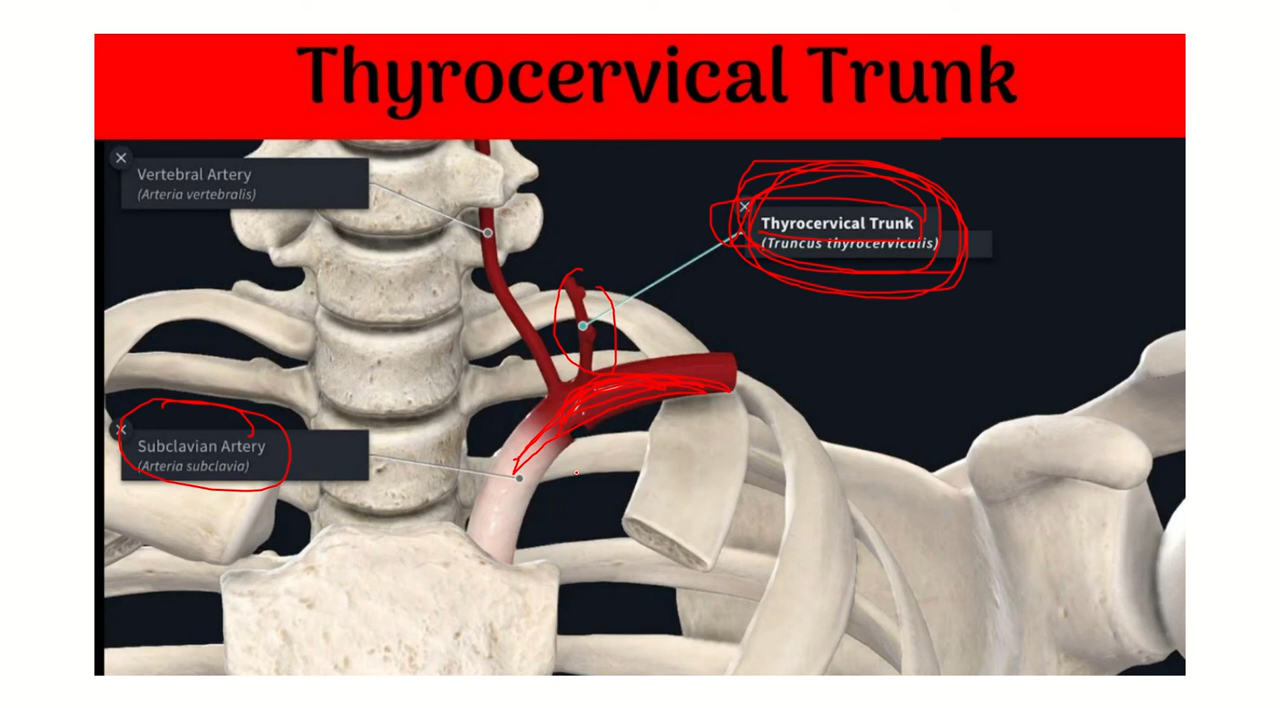 Thyrocervical Trunk
Vertebral Artery
(Arteria vertebralis)
Thyrocervical Trunk
(Truncus thyrocervicalis)
Subclavian Artery
(Arteria subclavia)